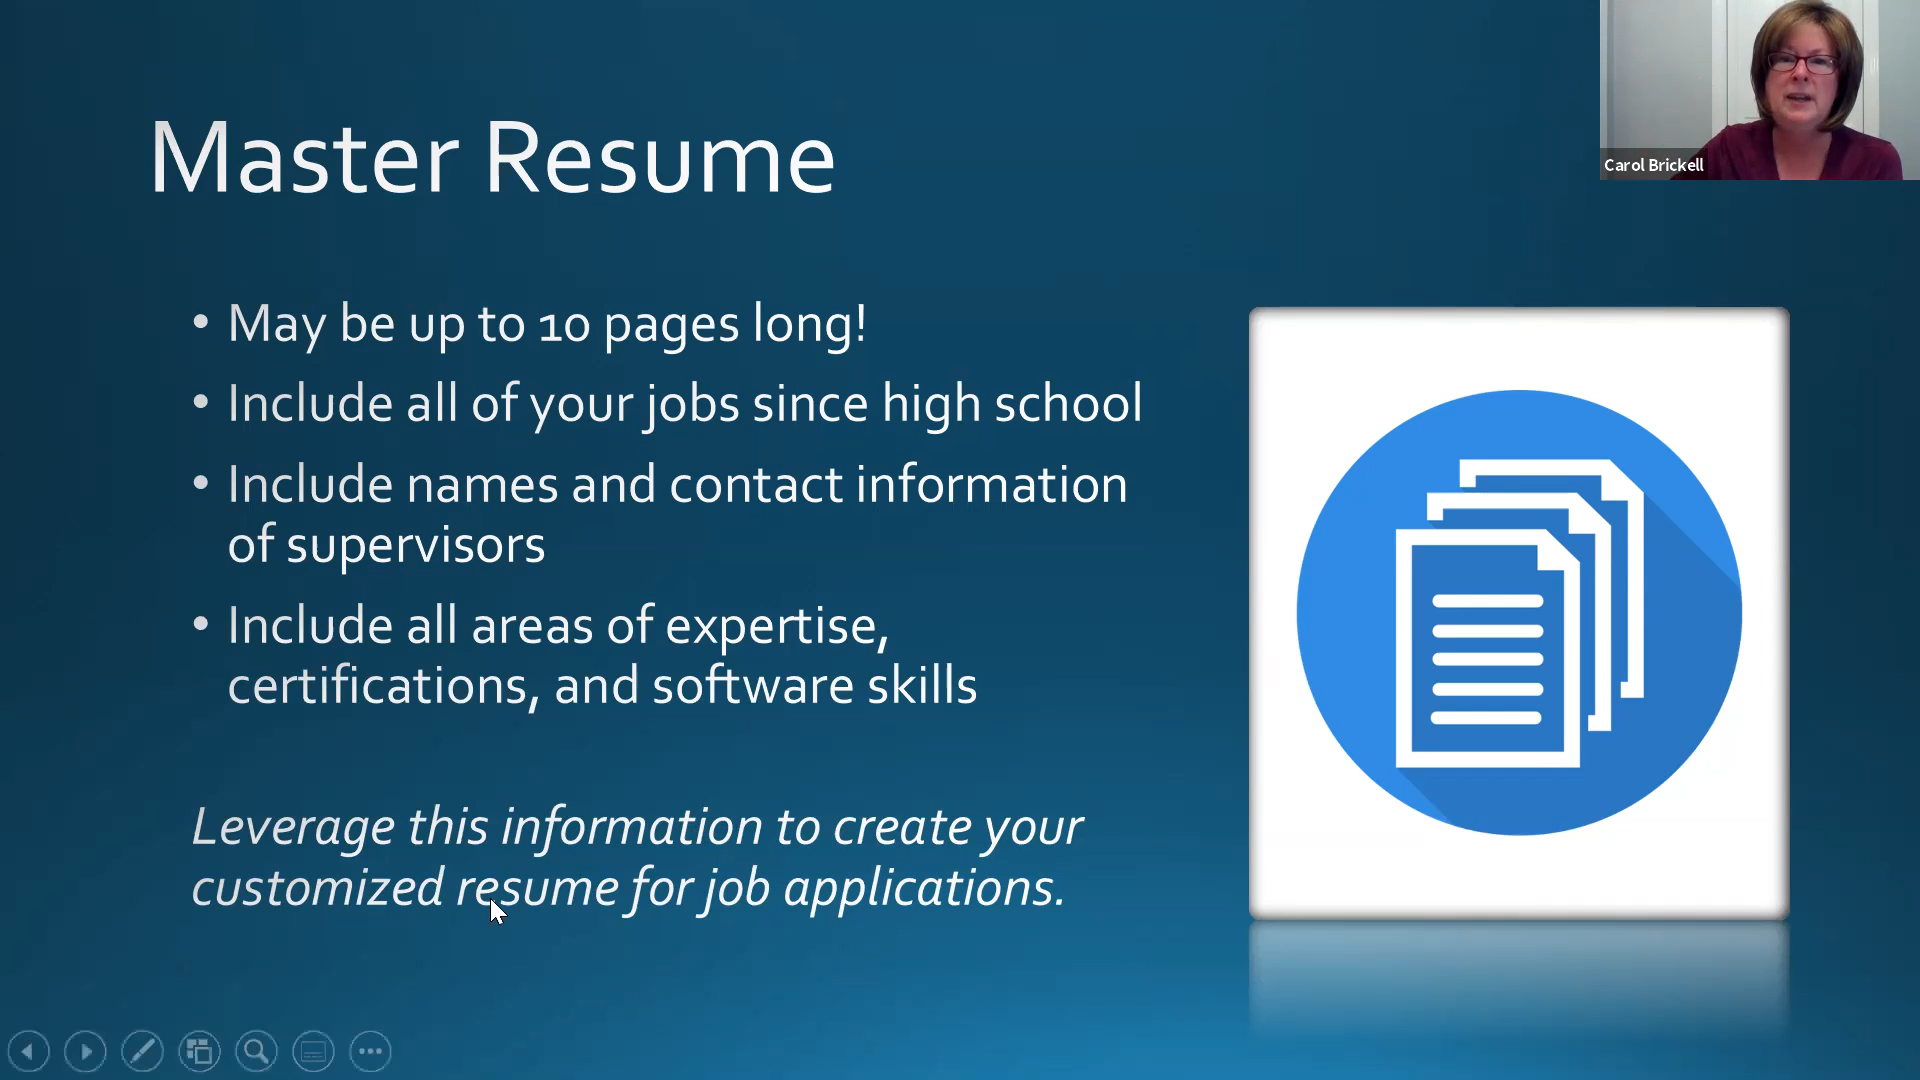 Master Resume
Carol Brickell
• May be up to 10 pages long!
• Include all of your jobs since high school
• Include names and contact information
of supervisors
• Include all areas of expertise,
certifications, and software skills
Leverage this information to create your
customized resume for job applications.